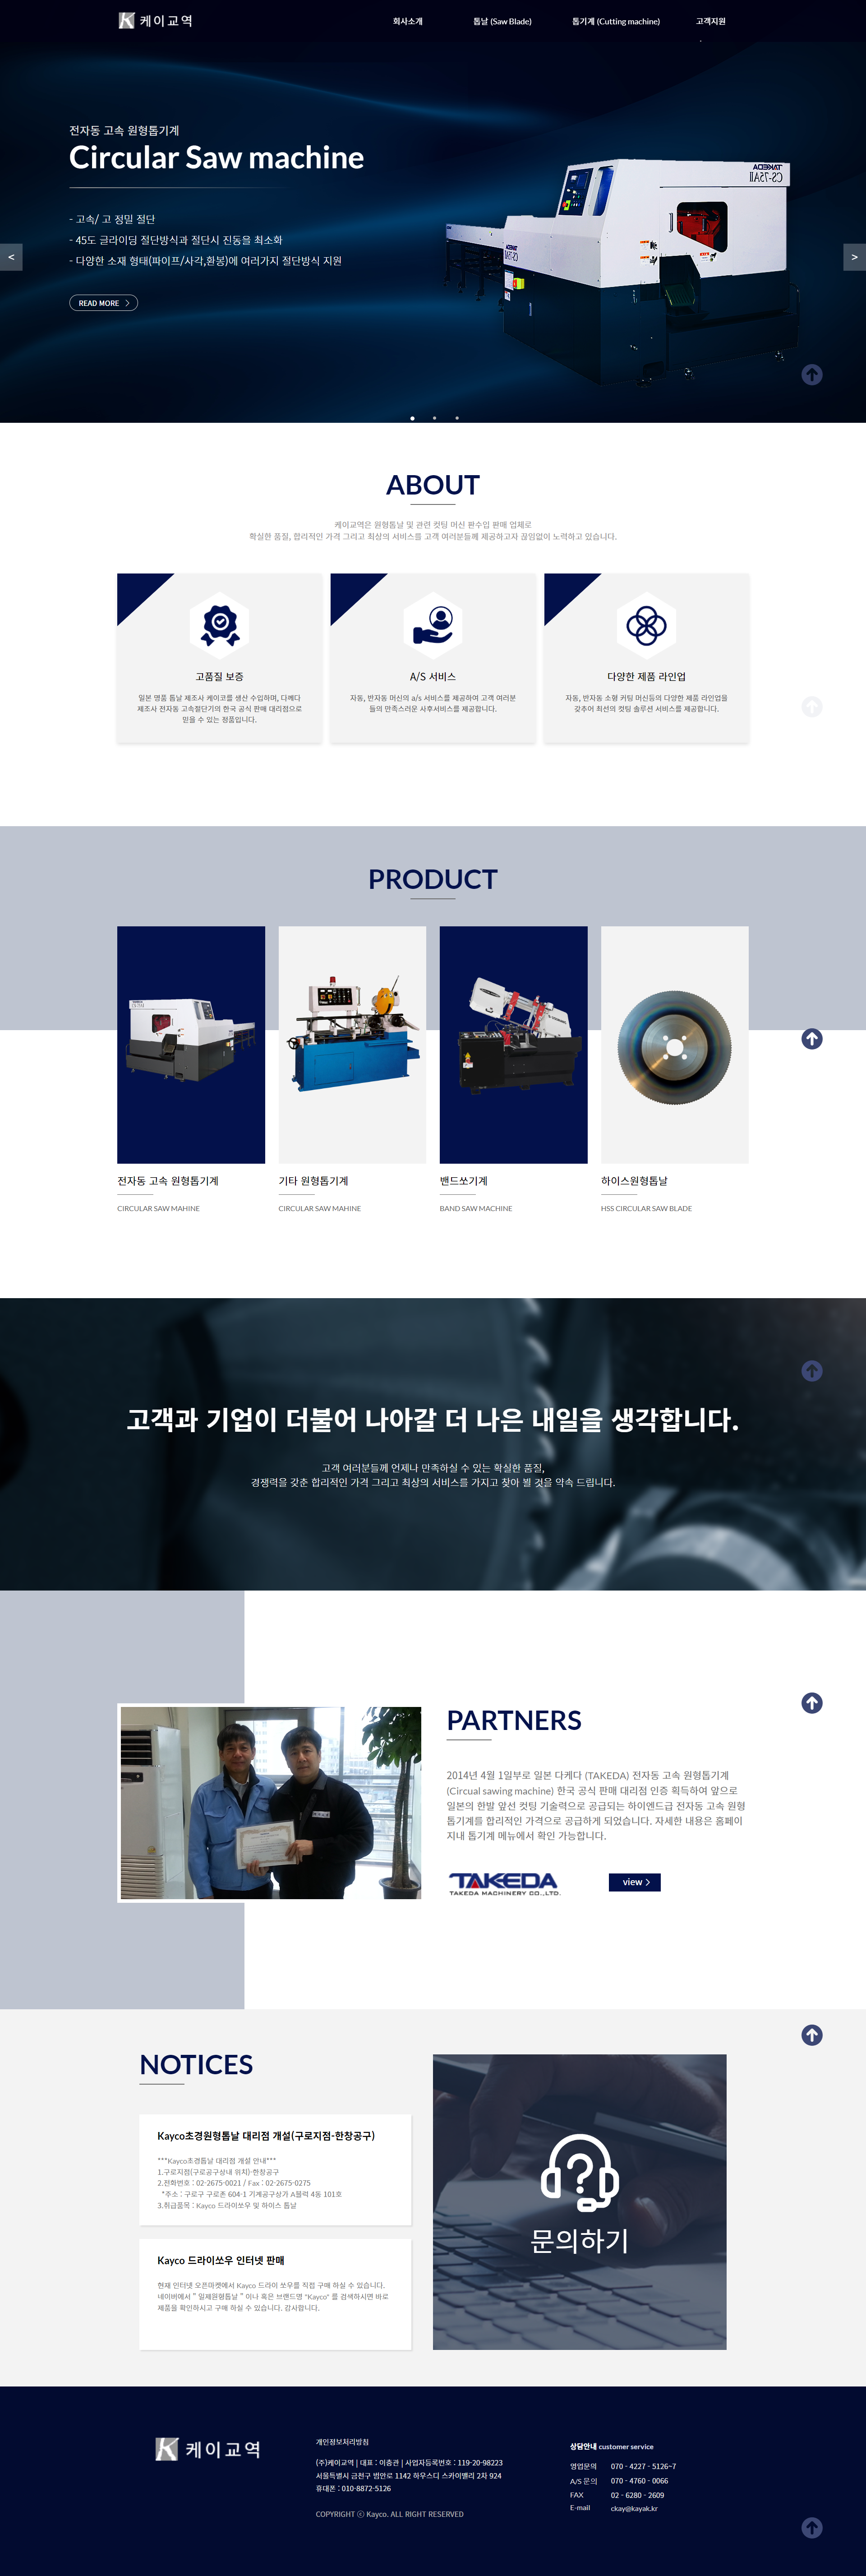 케이교역
회사소개
톱날 (Saw Blade)
톱기계 (Cutting machine)
고객지원
전자동 고속 원형톱기계
Circular Saw machine
- 고속/ 고 정밀 절단
- 45도 글라이딩 절단방식과 절단시 진동을 최소화
- 다양한 소재 형태(파이프/사각,환봉)에 여러가지 절단방식 지원
<
>
READ MORE >
ABOUT
케이교역은 원형톱날 및 관련 컷팅 머신 판수입 판매 업체로
확실한 품질, 합리적인 가격 그리고 최상의 서비스를 고객 여러분들께 제공하고자 끊임없이 노력하고 있습니다.
고품질 보증
일본 명품 톱날 제조사 케이코를 생산 수입하며, 다께다
제조사 전자동 고속절단기의 한국 공식 판매 대리점으로
믿을 수 있는 정품입니다.
A/S 서비스
자동, 반자동 머신의 a/s 서비스를 제공하여 고객 여러분
들의 만족스러운 사후서비스를 제공합니다.
다양한 제품 라인업
자동, 반자동 소형 커팅 머신등의 다양한 제품 라인업을
갖추어 최선의 컷팅 솔루션 서비스를 제공합니다.
PRODUCT
전자동 고속 원형톱기계
CIRCULAR SAW MAHINE
기타 원형톱기계
CIRCULAR SAW MAHINE
밴드쏘기계
BAND SAW MACHINE
하이스원형톱날
HSS CIRCULAR SAW BLADE
고객과 기업이 더불어 나아갈 더 나은 내일을 생각합니다.
고객 여러분들께 언제나 만족하실 수 있는 확실한 품질,
경쟁력을 갖춘 합리적인 가격 그리고 최상의 서비스를 가지고 찾아 뵐 것을 약속 드립니다.
PARTNERS
2014년 4월 1일부로 일본 다케다 (TAKEDA) 전자동 고속 원형톱기계
(Circual sawing machine) 한국 공식 판매 대리점 인증 획득하여 앞으로
일본의 한발 앞선 컷팅 기술력으로 공급되는 하이엔드급 전자동 고속 원형
톱기계를 합리적인 가격으로 공급하게 되었습니다. 자세한 내용은 홈페이
지내 톱기계 메뉴에서 확인 가능합니다.
TAKEDA
TAKEDA MACHINERY CO.,LTD.
view >
NOTICES
Kayco초경원형톱날 대리점 개설(구로지점-한창공구)
***Kayco초경톱날 대리점 개설 안내***
1.구로지점(구로공구상내 위치)-한창공구
2.전화번호 : 02-2675-0021 / Fax : 02-2675-0275
*주소 : 구로구 구로존 604-1 기계공구상가 A블럭 4동 101호
3.취급품목 : Kayco 드라이쏘우 및 하이스 톱날
Kayco 드라이쏘우 인터넷 판매
현재 인터넷 오픈마켓에서 Kayco 드라이 쏘우를 직접 구매 하실 수 있습니다.
네이버에서 " 일제원형톱날 " 이나 혹은 브랜드명 "Kayco" 를 검색하시면 바로
제품을 확인하시고 구매 하실 수 있습니다. 감사합니다.
문의하기
케이교역
개인정보처리방침
(주)케이교역 | 대표 : 이충관 | 사업자등록번호 : 119-20-98223
서울특별시 금천구 범안로 1142 하우스디 스카이밸리 2차 924
휴대폰 : 010-8872-5126
COPYRIGHT ⓒ Kayco. ALL RIGHT RESERVED
상담안내 customer service
영업문의 070 - 4227 - 5126~7
A/S 문의 070 - 4760 - 0066
FAX 02 - 6280 - 2609
E-mail ckay@kayak.kr